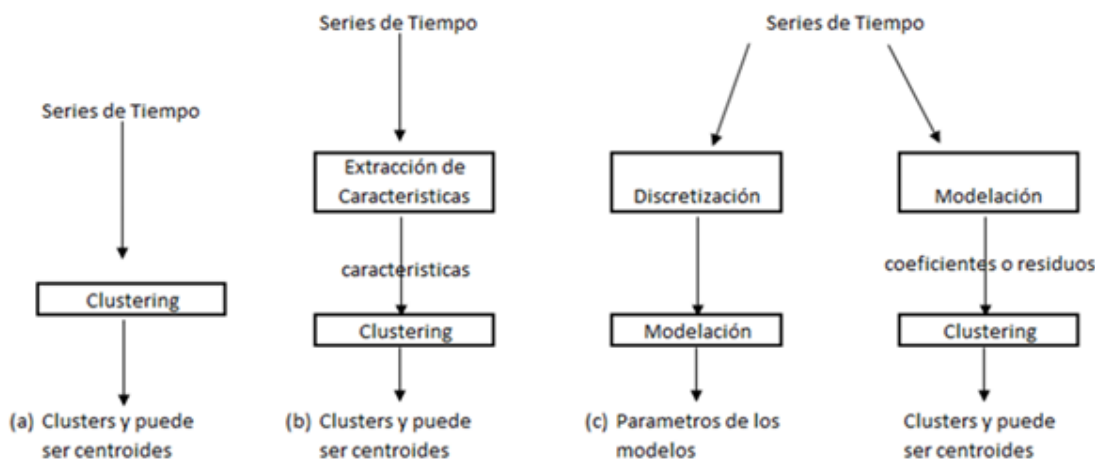 Series de Tiempo
Clustering
(a) Clusters y puede
ser centroides
Series de Tiempo
Extracción de
Caracteristicas
caracteristicas
Clustering
(b) Clusters y puede
ser centroides
Series de Tiempo
Discretización
Modelación
(c) Parametros de los
modelos
Modelación
coeficientes o residuos
Clustering
Clusters y puede
ser centroides